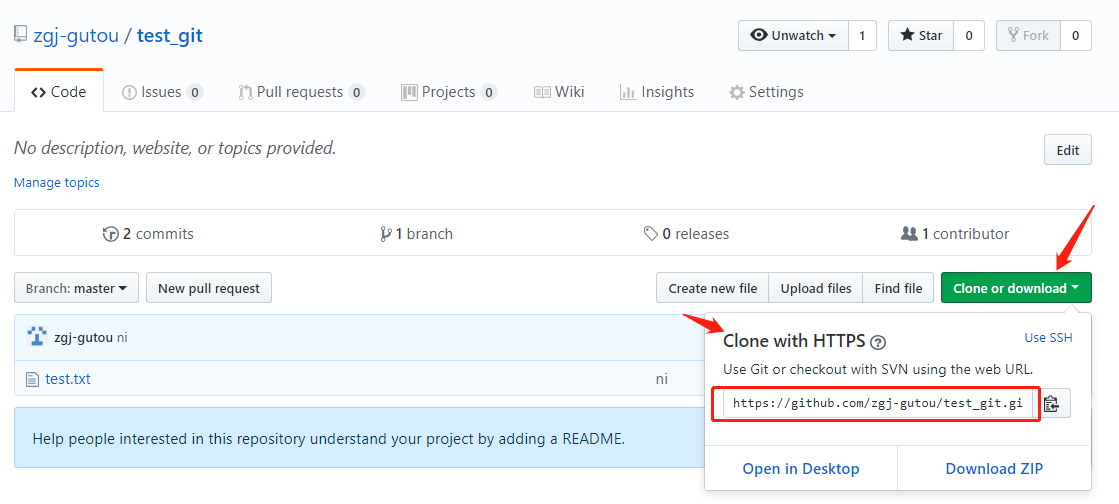 zgj-gutou / test_git
Unwatch 1 Star 0 Fork 0
Code Issues 0 Pull requests 0 Projects 0 Wiki Insights Settings
No description, website, or topics provided. Edit
Manage topics
2 commits 1 branch 0 releases 1 contributor
Branch: master New pull request Create new file Upload files Find file Clone or download
zgj-gutou ni
test.txt ni
Help people interested in this repository understand your project by adding a README.
Clone with HTTPS ? Use SSH
Use Git or checkout with SVN using the web URL.
https://github.com/zgj-gutou/test_git.gi
Open in Desktop Download ZIP